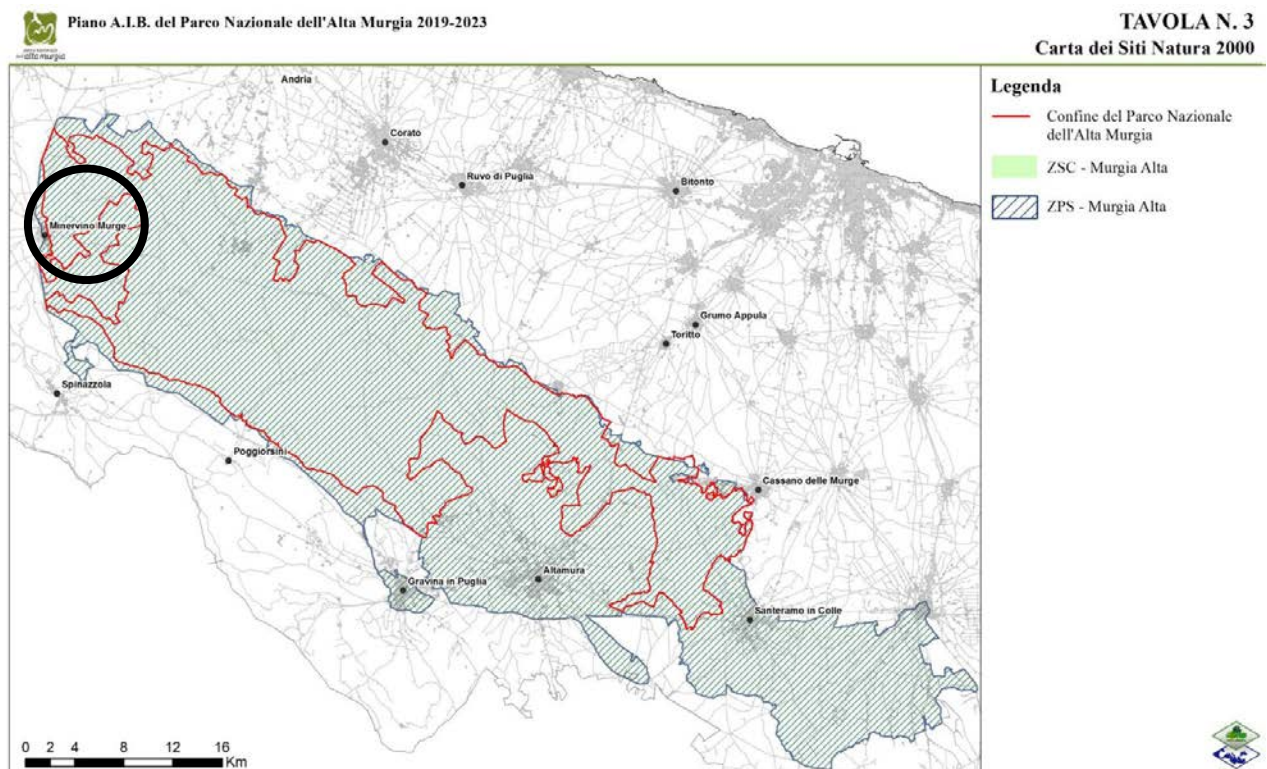 Piano A.I.B. del Parco Nazionale dell'Alta Murgia 2019-2023
TAVOLA N. 3
Carta dei Siti Natura 2000
alta murgia
Legenda
Confine del Parco Nazionale
dell'Alta Murgia
ZSC - Murgia Alta
ZPS - Murgia Alta
Andria
Corato
Ruvo di Puglia
Bitonto
Minervino Murge
Grumo Appula
Toritto
Spinazzola
Poggiorsini
Cassano delle Murge
Gravina in Puglia
Altamura
Santeramo in Colle
0 2 4 8 12 16
Km